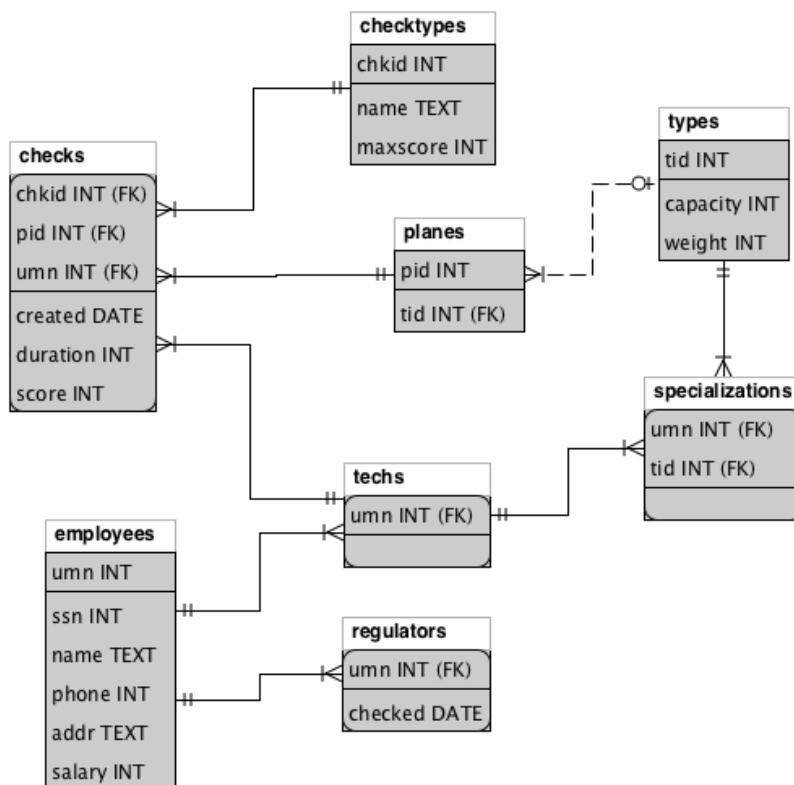 checktypes
chkid INT
name TEXT
maxscore INT
types
tid INT
capacity INT
weight INT
checks
chkid INT (FK)
pid INT (FK)
umn INT (FK)
created DATE
duration INT
score INT
planes
pid INT
tid INT (FK)
specializations
umn INT (FK)
tid INT (FK)
techs
umn INT (FK)
employees
umn INT
ssn INT
name TEXT
phone INT
addr TEXT
salary INT
regulators
umn INT (FK)
checked DATE